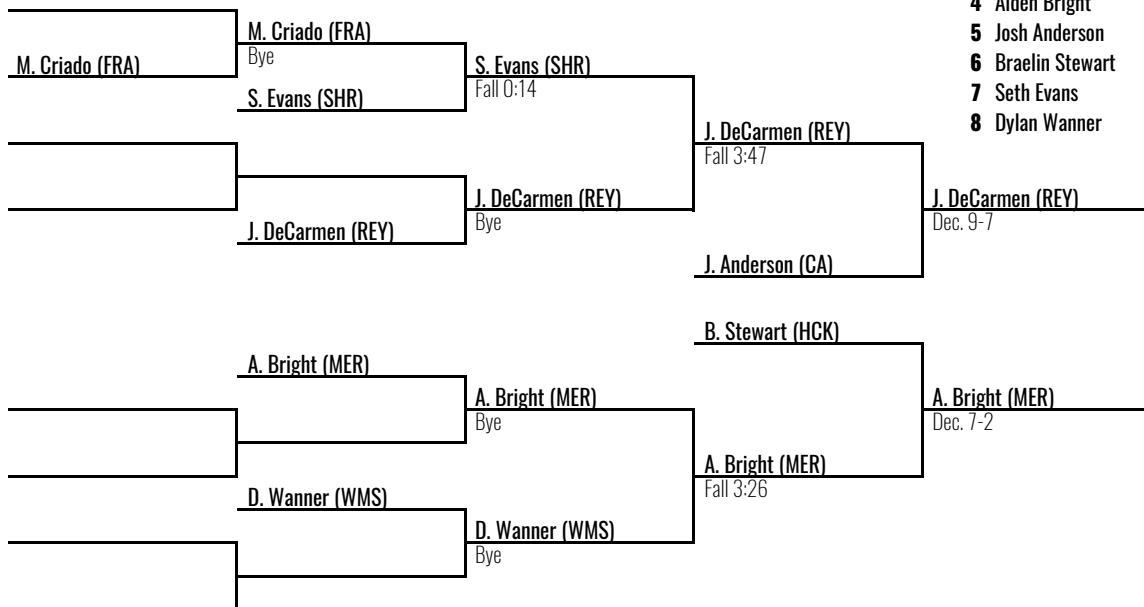 M. Criado (FRA)
M. Criado (FRA)
Bye
S. Evans (SHR)
S. Evans (SHR)
Fall 0:14
J. DeCarmen (REY)
J. DeCarmen (REY)
Bye
J. DeCarmen (REY)
Fall 3:47
J. Anderson (CA)
J. DeCarmen (REY)
Dec. 9-7
B. Stewart (HCK)
A. Bright (MER)
A. Bright (MER)
Bye
D. Wanner (WMS)
D. Wanner (WMS)
Bye
A. Bright (MER)
Fall 3:26
A. Bright (MER)
Dec. 7-2
4 Aiden Bright
5 Josh Anderson
6 Braelin Stewart
7 Seth Evans
8 Dylan Wanner